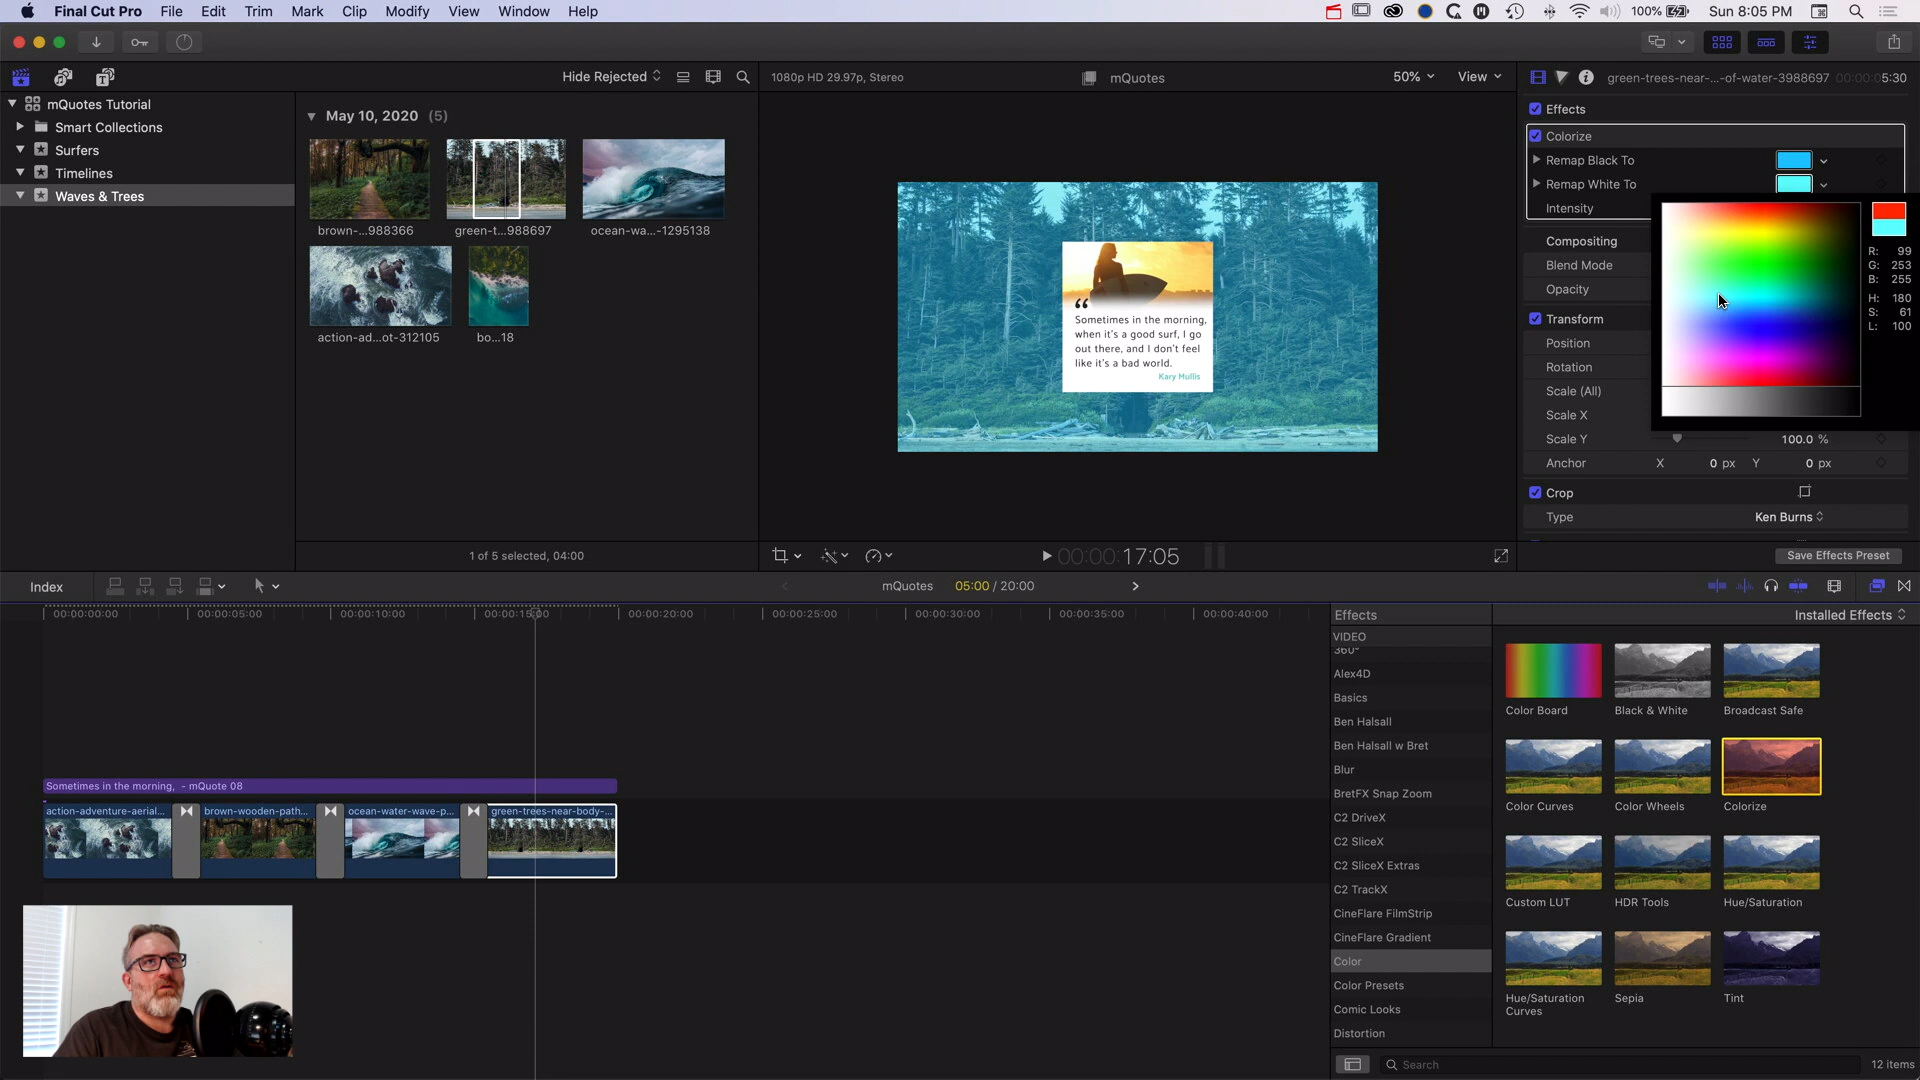 Final Cut Pro File Edit Trim Mark Clip Modify View Window Help
100% Sun 8:05 PM
Hide Rejected
1080p HD 29.97p, Stereo
mQuotes
50% View
green-trees-near-...-of-water-3988697 00:00:05:30
mQuotes Tutorial
Smart Collections
Surfers
Timelines
Waves & Trees
May 10, 2020 (5)
brown-...988366
green-t...988697
ocean-wa...-1295138
action-ad...ot-312105
bo...18
1 of 5 selected, 04:00
“
Sometimes in the morning,
when it's a good surf, I go
out there, and I don't feel
like it's a bad world.
Kary Mullis
00:00:17:05
Effects
Colorize
Remap Black To
Remap White To
Intensity
Compositing
Blend Mode
Opacity
Transform
Position
Rotation
Scale (All)
Scale X
Scale Y 100.0 %
Anchor X 0 px Y 0 px
Crop
Type Ken Burns
R: 99
G: 253
B: 255
H: 180
S: 61
L: 100
Save Effects Preset
Index
mQuotes 05:00 / 20:00
00:00:00:00 00:00:05:00 00:00:10:00 00:00:15:00 00:00:20:00 00:00:25:00 00:00:30:00 00:00:35:00 00:00:40:00
Sometimes in the morning, - mQuote 08
action-adventure-aerial...
brown-wooden-path...
ocean-water-wave-p...
green-trees-near-body-...
Effects
Installed Effects
VIDEO
360°
Alex4D
Basics
Ben Halsall
Ben Halsall w Bret
Blur
BretFX Snap Zoom
C2 DriveX
C2 SliceX
C2 SliceX Extras
C2 TrackX
CineFlare FilmStrip
CineFlare Gradient
Color
Color Presets
Comic Looks
Distortion
Color Board
Black & White
Broadcast Safe
Color Curves
Color Wheels
Colorize
Custom LUT
HDR Tools
Hue/Saturation
Hue/Saturation
Curves
Sepia
Tint
Search
12 items